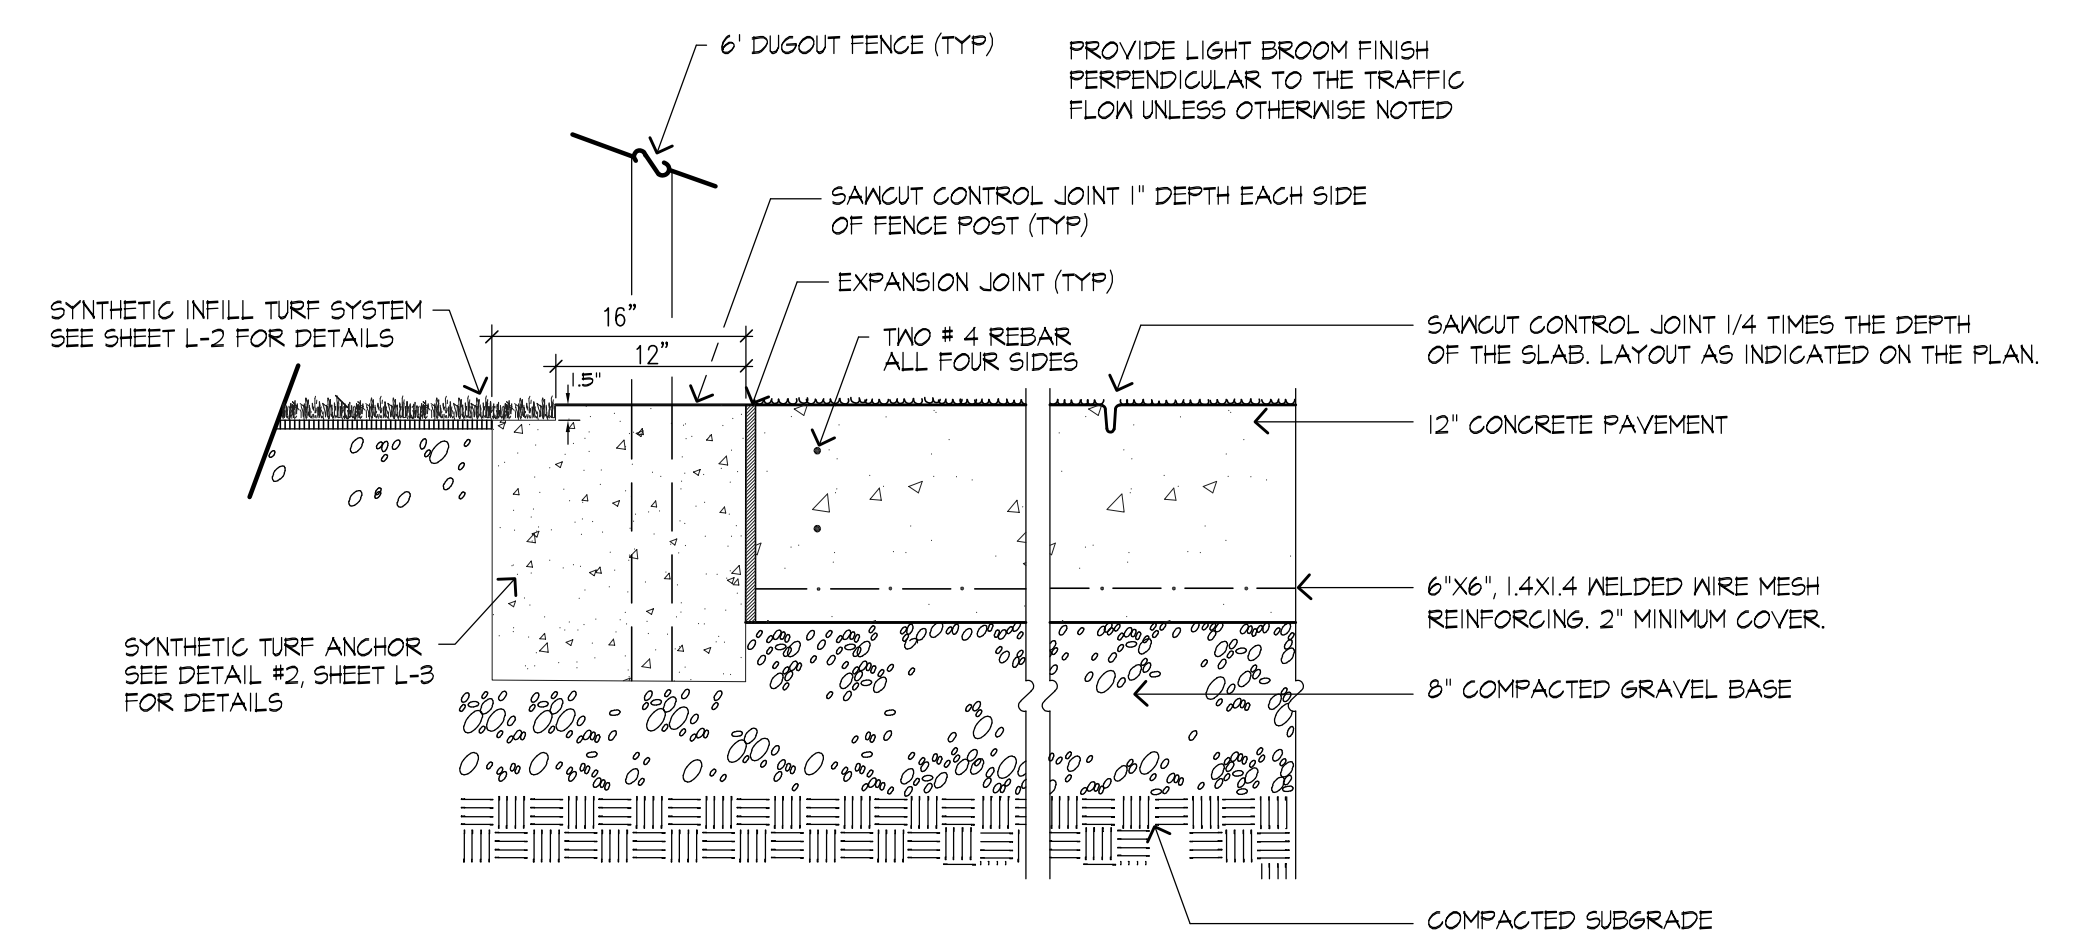 6' DUGOUT FENCE (TYP)
PROVIDE LIGHT BROOM FINISH
PERPENDICULAR TO THE TRAFFIC
FLOW UNLESS OTHERWISE NOTED
SAWCUT CONTROL JOINT 1" DEPTH EACH SIDE
OF FENCE POST (TYP)
EXPANSION JOINT (TYP)
SYNTHETIC INFILL TURF SYSTEM
SEE SHEET L-2 FOR DETAILS
16"
12"
1.5"
TWO # 4 REBAR
ALL FOUR SIDES
SAWCUT CONTROL JOINT 1/4 TIMES THE DEPTH
OF THE SLAB. LAYOUT AS INDICATED ON THE PLAN.
12" CONCRETE PAVEMENT
6"X6", 1.4X1.4 WELDED WIRE MESH
REINFORCING. 2" MINIMUM COVER.
SYNTHETIC TURF ANCHOR
SEE DETAIL #2, SHEET L-3
FOR DETAILS
8" COMPACTED GRAVEL BASE
COMPACTED SUBGRADE